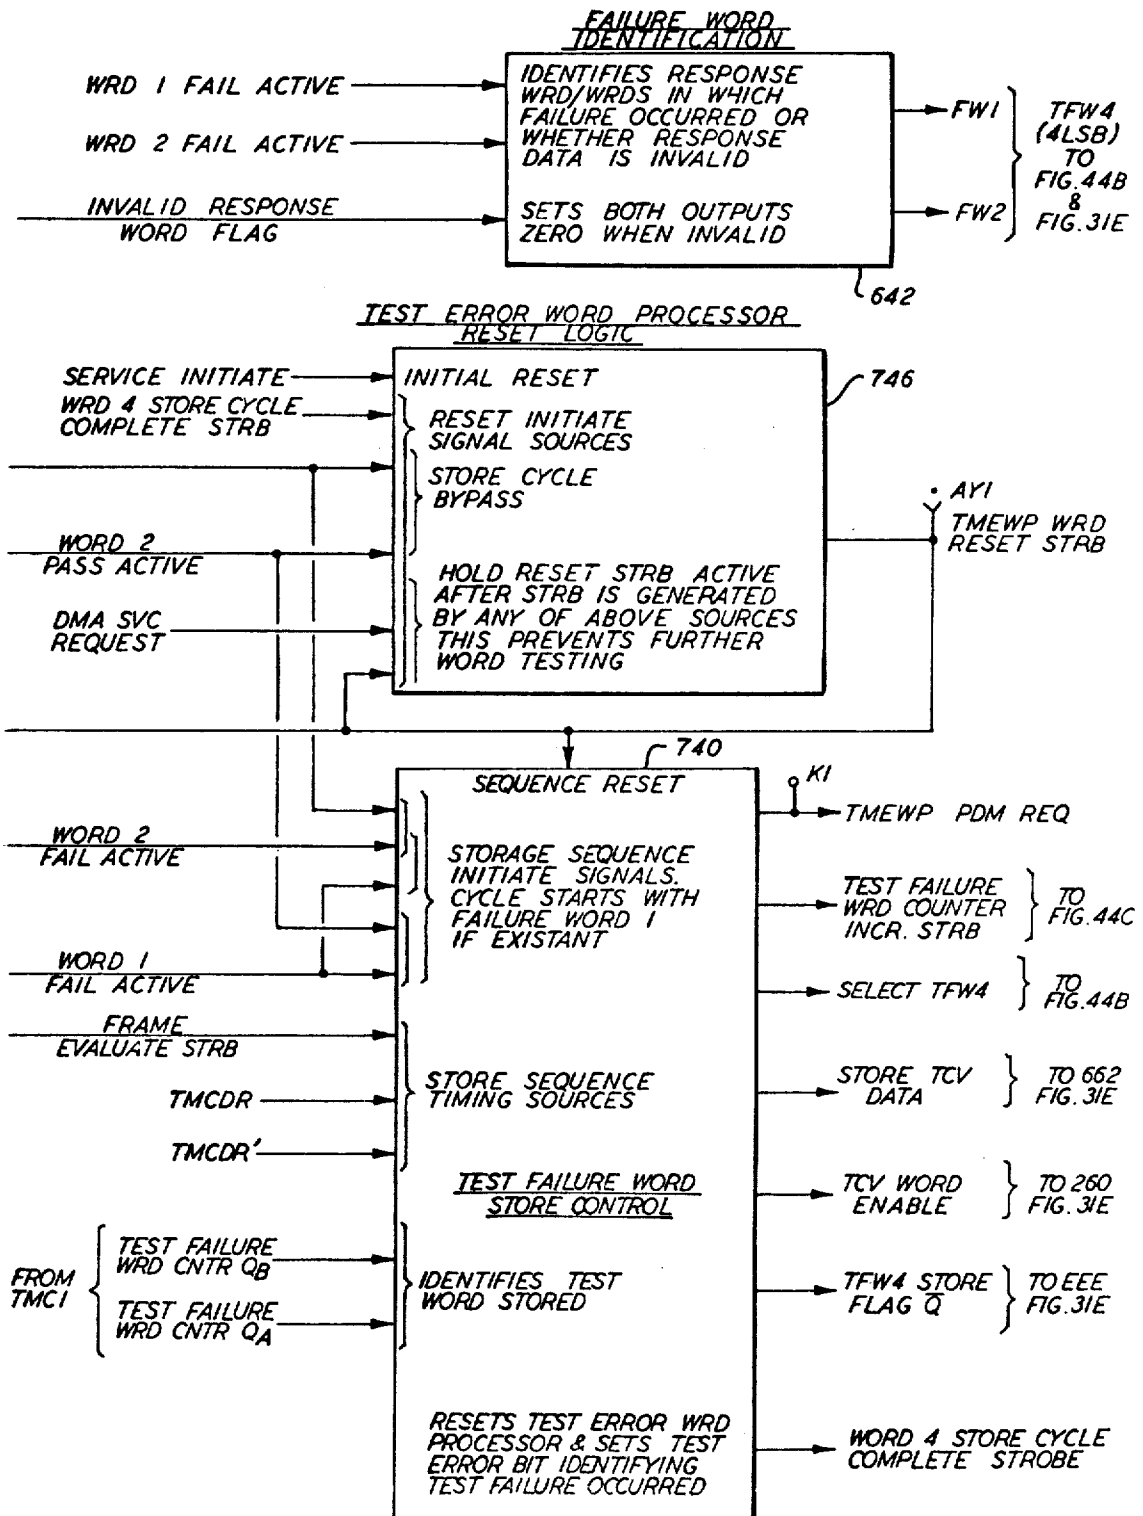 FAILURE WORD
IDENTIFICATION
WRD 1 FAIL ACTIVE
WRD 2 FAIL ACTIVE
INVALID RESPONSE
WORD FLAG
IDENTIFIES RESPONSE
WRD/WRDS IN WHICH
FAILURE OCCURRED OR
WHETHER RESPONSE
DATA IS INVALID
SETS BOTH OUTPUTS
ZERO WHEN INVALID
FW1
FW2
TFW4
(4LSB)
TO
FIG.44B
&
FIG.31E
642
TEST ERROR WORD PROCESSOR
RESET LOGIC
SERVICE INITIATE
WRD 4 STORE CYCLE
COMPLETE STRB
WORD 2
PASS ACTIVE
DMA SVC
REQUEST
INITIAL RESET
RESET INITIATE
SIGNAL SOURCES
STORE CYCLE
BYPASS
HOLD RESET STRB ACTIVE
AFTER STRB IS GENERATED
BY ANY OF ABOVE SOURCES
THIS PREVENTS FURTHER
WORD TESTING
746
AY1
TMEWP WRD
RESET STRB
740
SEQUENCE RESET
WORD 2
FAIL ACTIVE
WORD 1
FAIL ACTIVE
FRAME
EVALUATE STRB
TMCDR
TMCDR'
FROM
TMC1
TEST FAILURE
WRD CNTR QB
TEST FAILURE
WRD CNTR QA
STORAGE SEQUENCE
INITIATE SIGNALS.
CYCLE STARTS WITH
FAILURE WORD 1
IF EXISTANT
STORE SEQUENCE
TIMING SOURCES
TEST FAILURE WORD
STORE CONTROL
IDENTIFIES TEST
WORD STORED
RESETS TEST ERROR WRD
PROCESSOR & SETS TEST
ERROR BIT IDENTIFYING
TEST FAILURE OCCURRED
K1
TMEWP PDM REQ
TEST FAILURE
WRD COUNTER
INCR. STRB
TO
FIG.44C
SELECT TFW4
TO
FIG.44B
STORE TCV
DATA
TO 662
FIG.31E
TCV WORD
ENABLE
TO 260
FIG.31E
TFW4 STORE
FLAG Q̅
TO EEE
FIG.31E
WORD 4 STORE CYCLE
COMPLETE STROBE